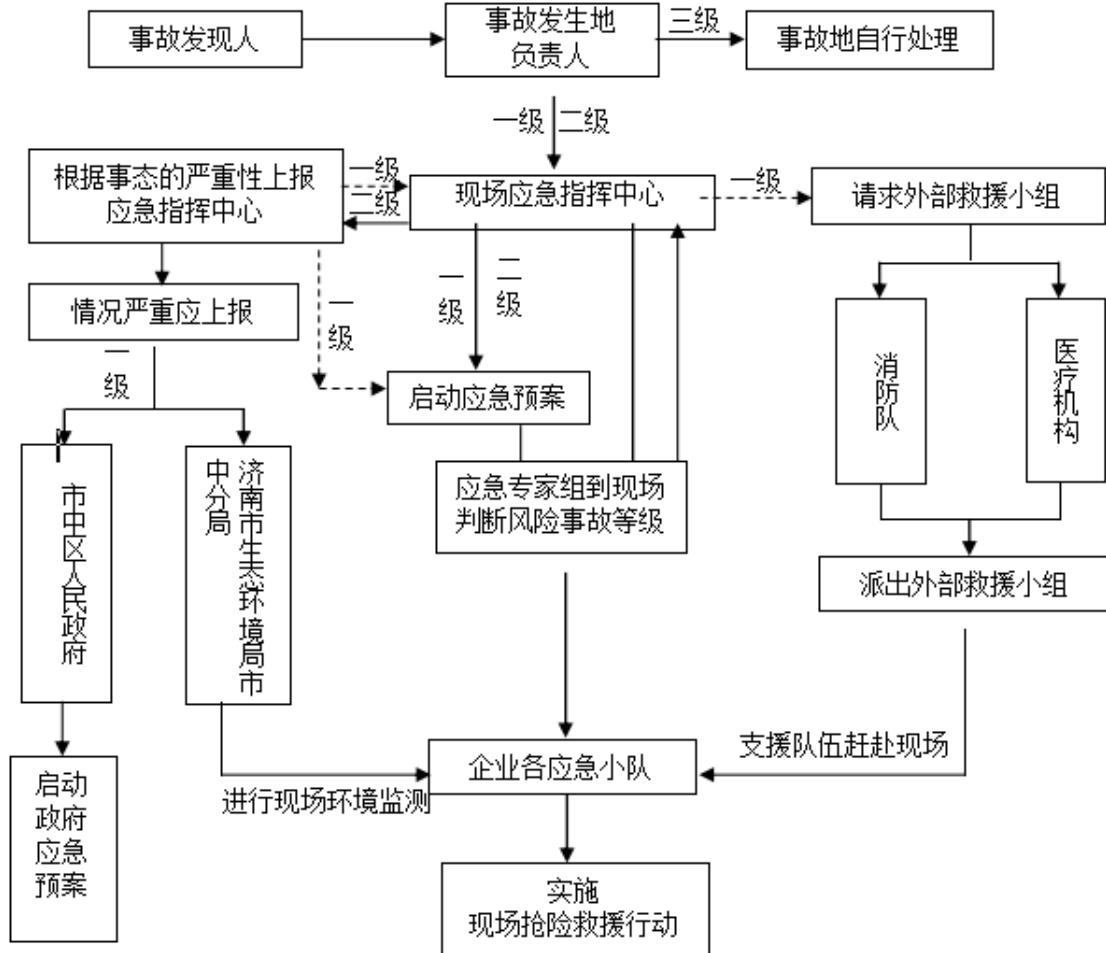 事故发现人
事故发生地
负责人
三级
事故地自行处理
一级
二级
根据事态的严重性上报
应急指挥中心
一级
二级
现场应急指挥中心
一级
请求外部救援小组
情况严重应上报
一级
一级
二级
一级
启动应急预案
消防队
医疗机构
市中区人民政府
济南市生态环境局市
中分局
应急专家组到现场
判断风险事故等级
派出外部救援小组
启动
政府
应急
预案
进行现场环境监测
企业各应急小队
支援队伍赶赴现场
实施
现场抢险救援行动